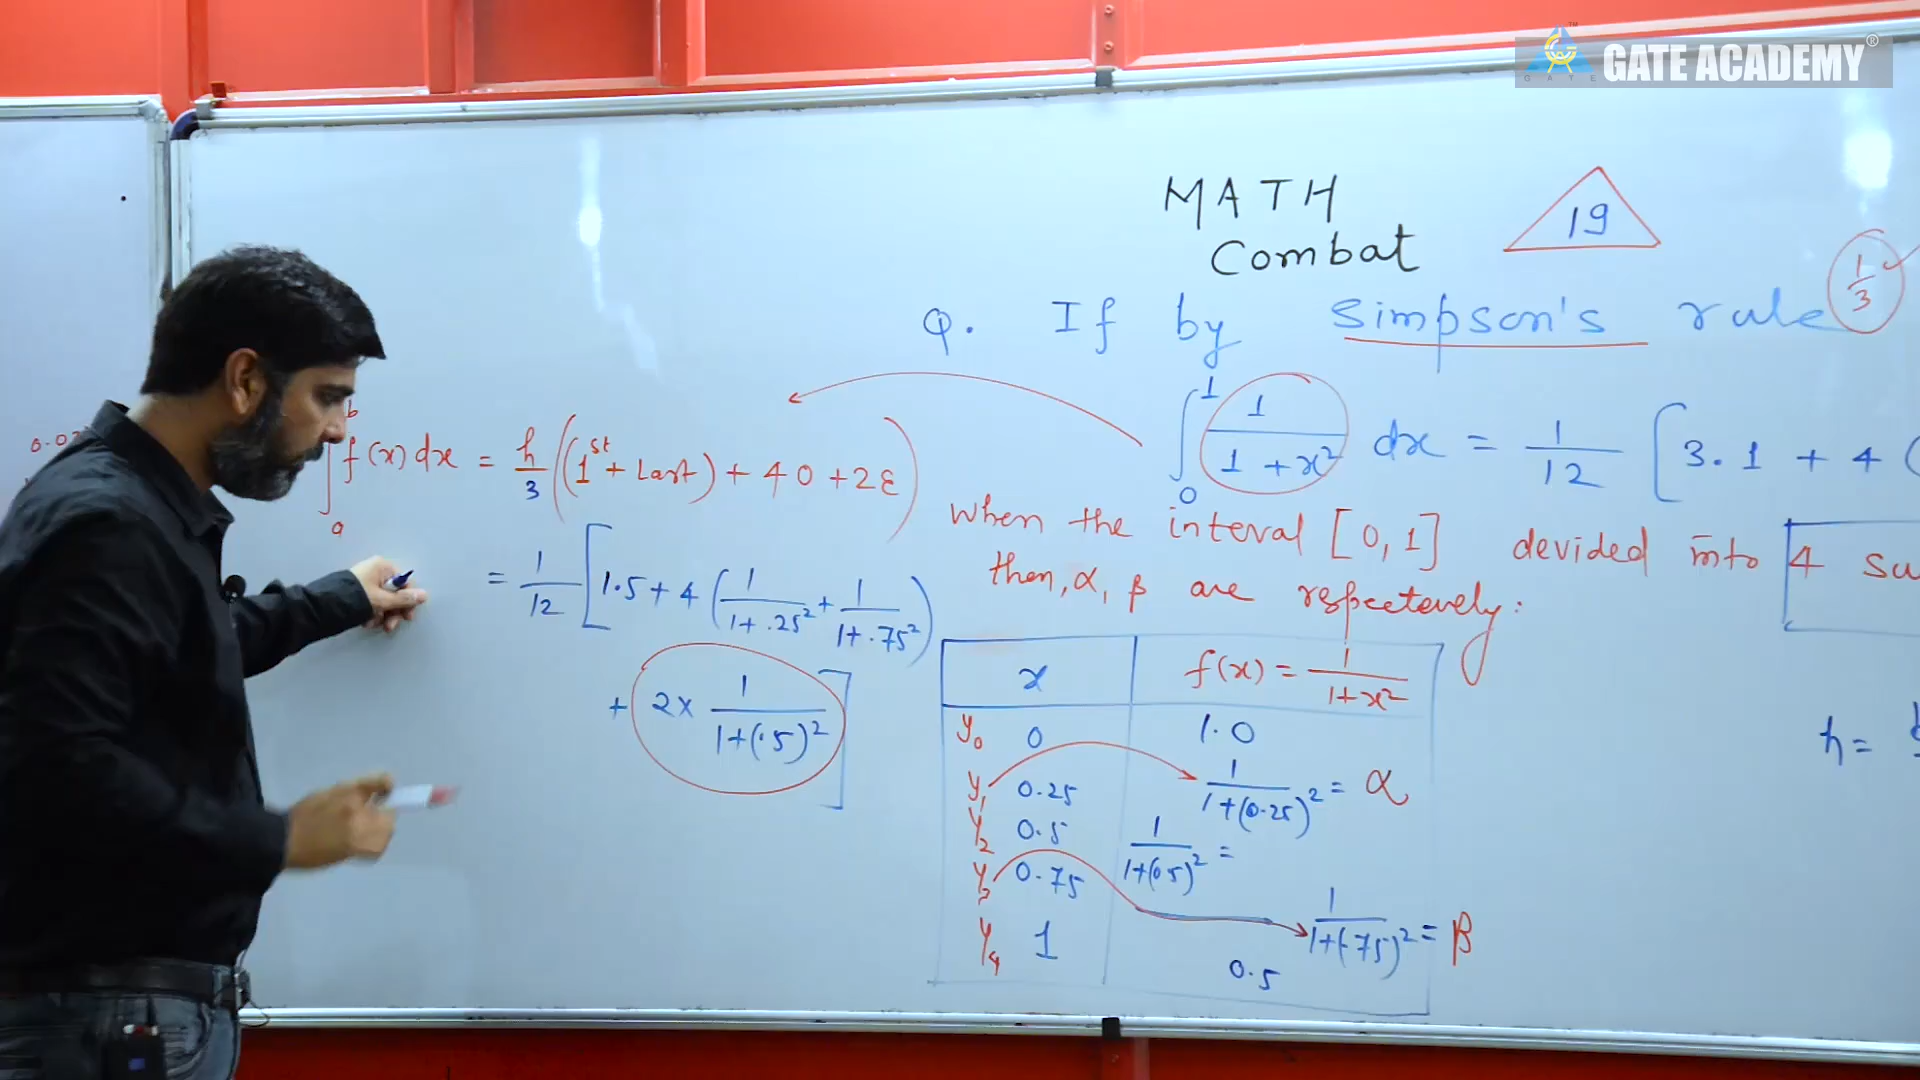 GATE ACADEMY®
TM
GATE
MATH
Combat
19
Q. If by Simpson's rule 1/3
∫₀¹ 1/(1+x²) dx = 1/12 [3.1 + 4 (
when the interval [0,1] devided into 4 su
then, α, β are respectevely:
∫ₐᵇ f(x)dx = h/3 ((1st + Last) + 4O + 2E)
= 1/12 [1.5 + 4 (1/(1+.25²) + 1/(1+.75²))
+ 2× 1/(1+(.5)²)]
x f(x) = 1/(1+x²)
y₀ 0 1.0
y₁ 0.25 1/(1+(0.25)²) = α
y₂ 0.5 1/(1+(0.5)²) =
y₃ 0.75 1/(1+(.75)²) = β
y₄ 1 0.5
h =